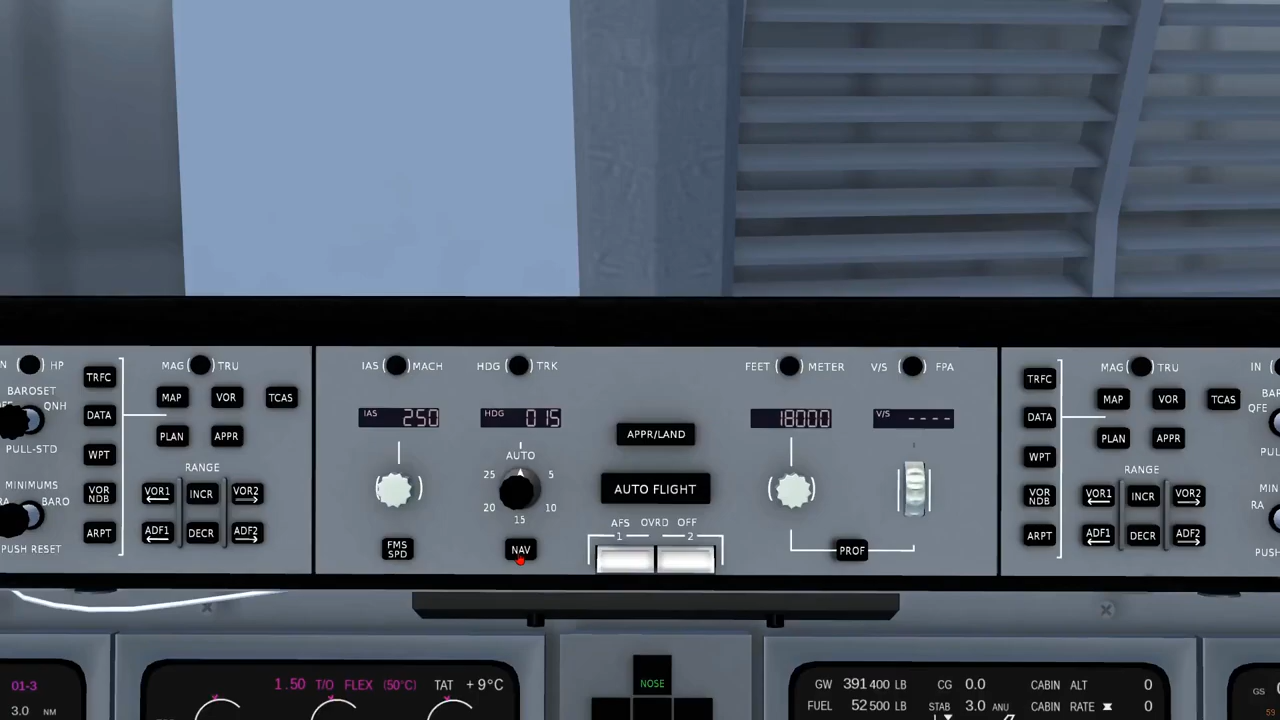 N HP
BAROSET
QNH
PULL-STD
MINIMUMS
RA BARO
PUSH RESET
TRFC
DATA
WPT
VOR
NDB
ARPT
MAG TRU
MAP VOR TCAS
PLAN APPR
RANGE
VOR1 INCR VOR2
ADF1 DECR ADF2
IAS MACH
IAS 250
FMS
SPD
HDG TRK
HDG 015
AUTO
25 5
20 10
15
NAV
APPR/LAND
AUTO FLIGHT
AFS OVRD OFF
1 2
FEET METER
18000
V/S FPA
V/S ----
PROF
TRFC
DATA
WPT
VOR
NDB
ARPT
MAG TRU
MAP VOR TCAS
PLAN APPR
RANGE
VOR1 INCR VOR2
ADF1 DECR ADF2
IN
QFE
MIN
RA
01-3
3.0 NM
1.50 T/O FLEX (50°C) TAT +9°C
NOSE
GW 391400 LB CG 0.0 CABIN ALT 0
FUEL 52500 LB STAB 3.0 ANU CABIN RATE 0
GS